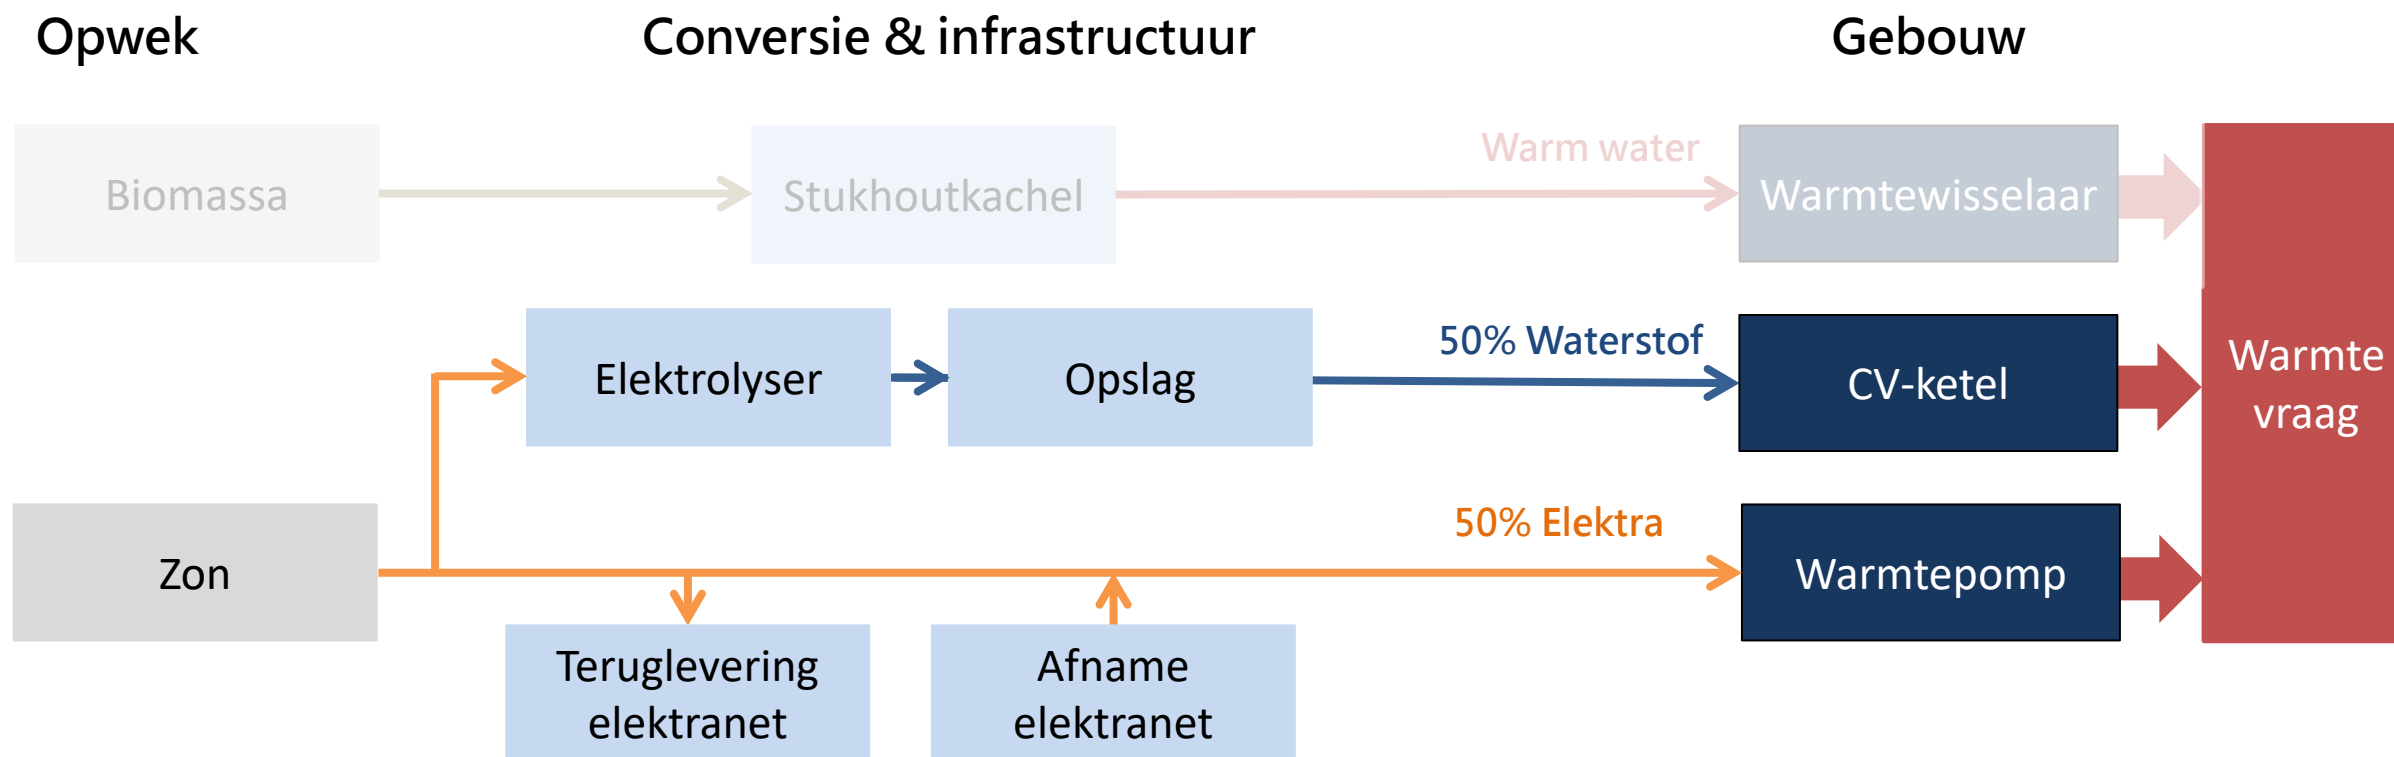 Opwek
Conversie & infrastructuur
Gebouw
Biomassa
Stukhoutkachel
Warm water
Warmtewisselaar
Elektrolyser
Opslag
50% Waterstof
CV-ketel
Warmte
vraag
Zon
50% Elektra
Warmtepomp
Teruglevering
elektranet
Afname
elektranet